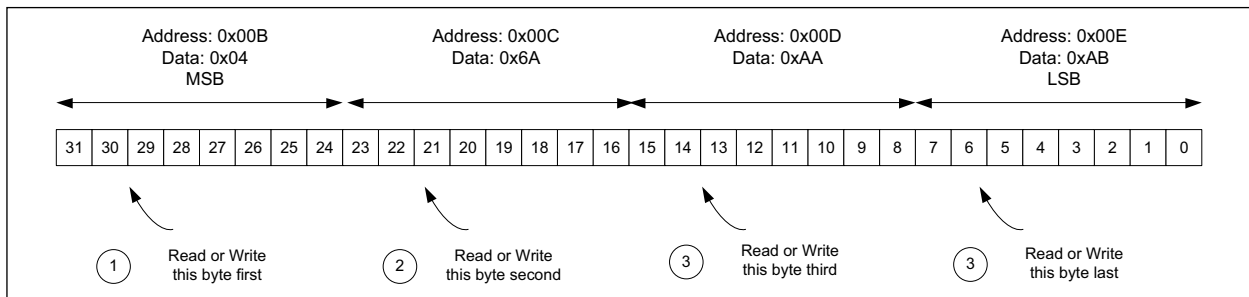 Address: 0x00B
Data: 0x04
MSB
Address: 0x00C
Data: 0x6A
Address: 0x00D
Data: 0xAA
Address: 0x00E
Data: 0xAB
LSB
31 30 29 28 27 26 25 24 23 22 21 20 19 18 17 16 15 14 13 12 11 10 9 8 7 6 5 4 3 2 1 0
1
Read or Write
this byte first
2
Read or Write
this byte second
3
Read or Write
this byte third
3
Read or Write
this byte last